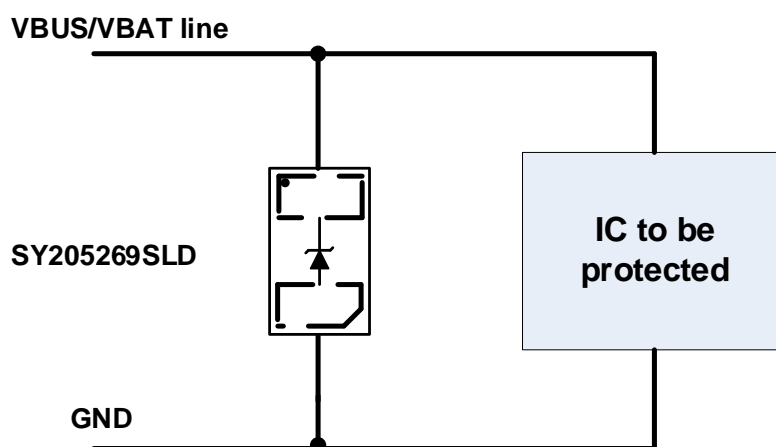 VBUS/VBAT line
SY205269SLD
IC to be
protected
GND